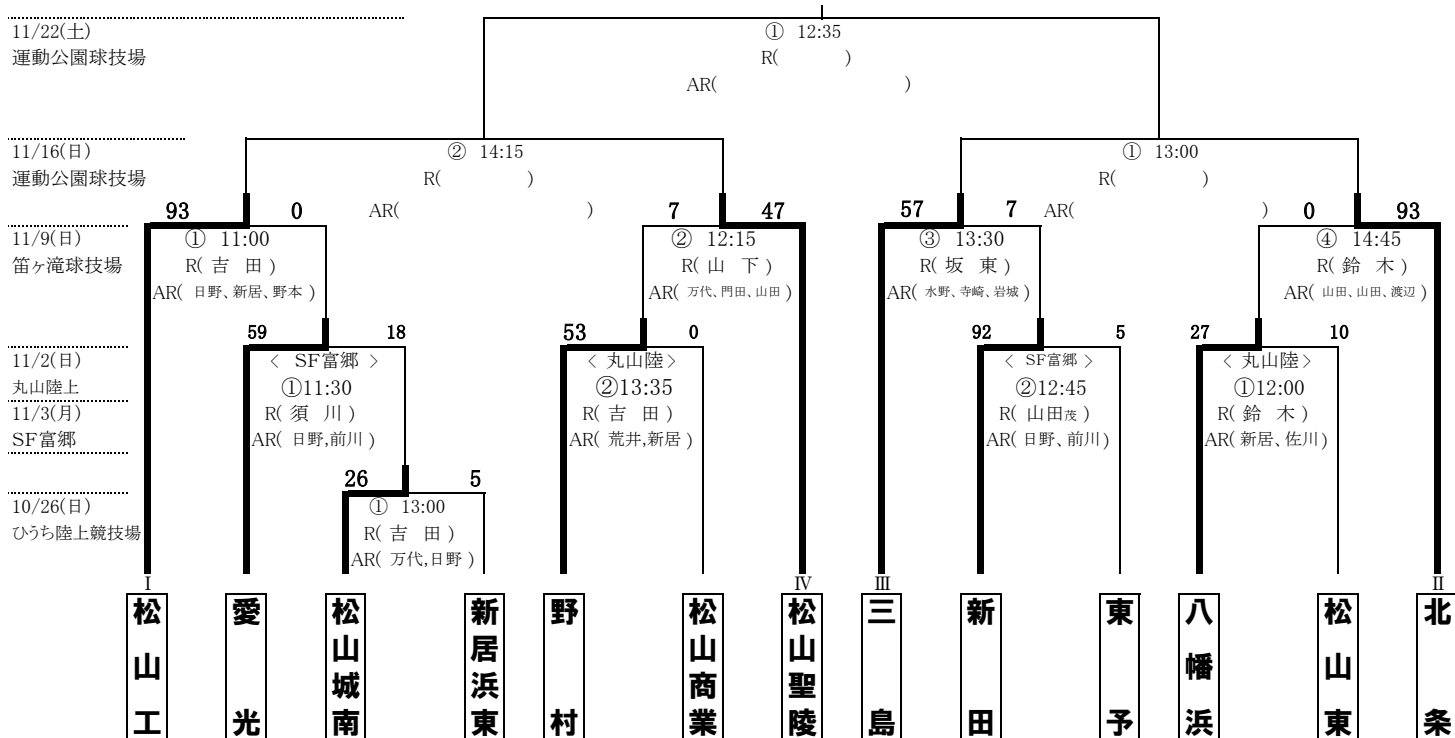 11/22(土)
運動公園球技場
① 12:35
R( )
AR( )
11/16(日)
運動公園球技場
② 14:15
R( )
AR( )
① 13:00
R( )
AR( )
93 0
7 47
57 7
0 93
11/9(日)
笛ヶ滝球技場
① 11:00
R( 吉 田 )
AR( 日野、新居、野本 )
② 12:15
R( 山 下 )
AR( 万代、門田、山田 )
③ 13:30
R( 坂 東 )
AR( 水野、寺崎、岩城 )
④ 14:45
R( 鈴 木 )
AR( 山田、山田、渡辺 )
59 18
53 0
92 5
27 10
11/2(日)
丸山陸上
11/3(月)
SF富郷
< SF富郷 >
①11:30
R( 須 川 )
AR( 日野,前川 )
< 丸山陸 >
②13:35
R( 吉 田 )
AR( 荒井,新居 )
< SF富郷 >
②12:45
R( 山田茂 )
AR( 日野、前川 )
< 丸山陸 >
①12:00
R( 鈴 木 )
AR( 新居、佐川 )
26 5
10/26(日)
ひうち陸上競技場
① 13:00
R( 吉 田 )
AR( 万代,日野 )
Ⅰ
松山工
愛光
松山城南
新居浜東
野村
松山商業
Ⅳ
松山聖陵
Ⅲ
三島
新田
東予
八幡浜
松山東
Ⅱ
北条